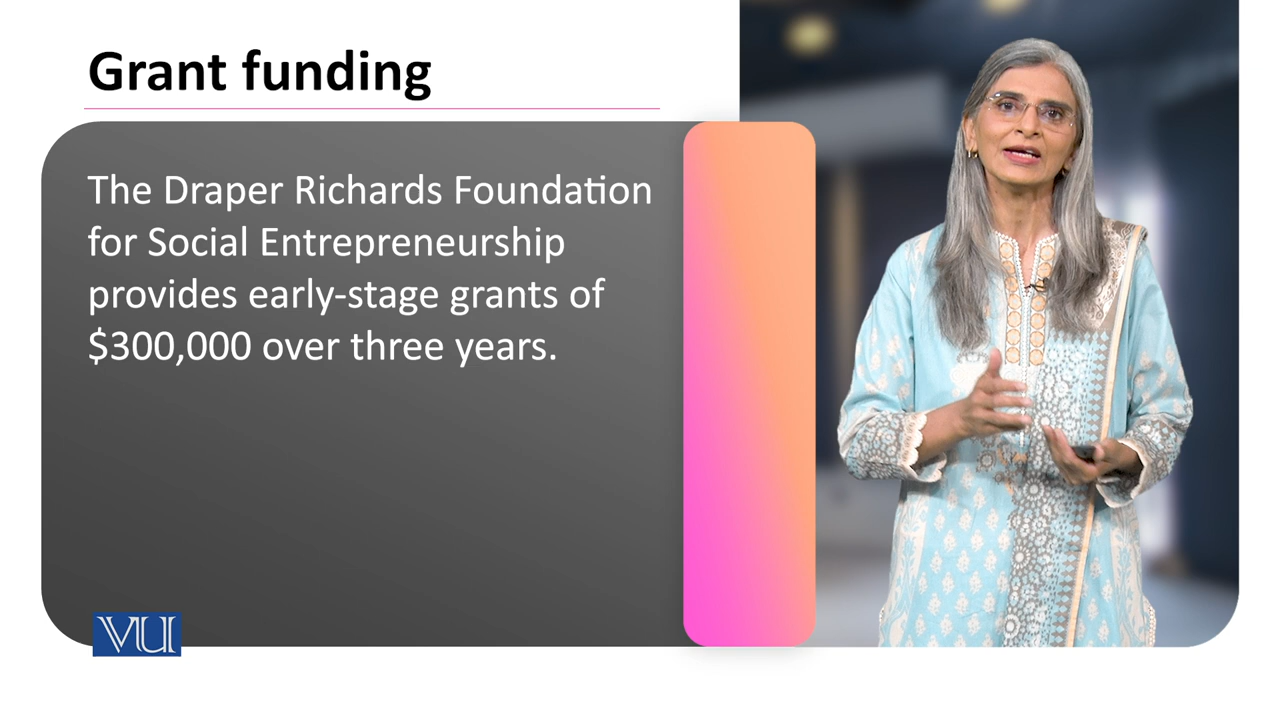 Grant funding
The Draper Richards Foundation
for Social Entrepreneurship
provides early-stage grants of
$300,000 over three years.
VU